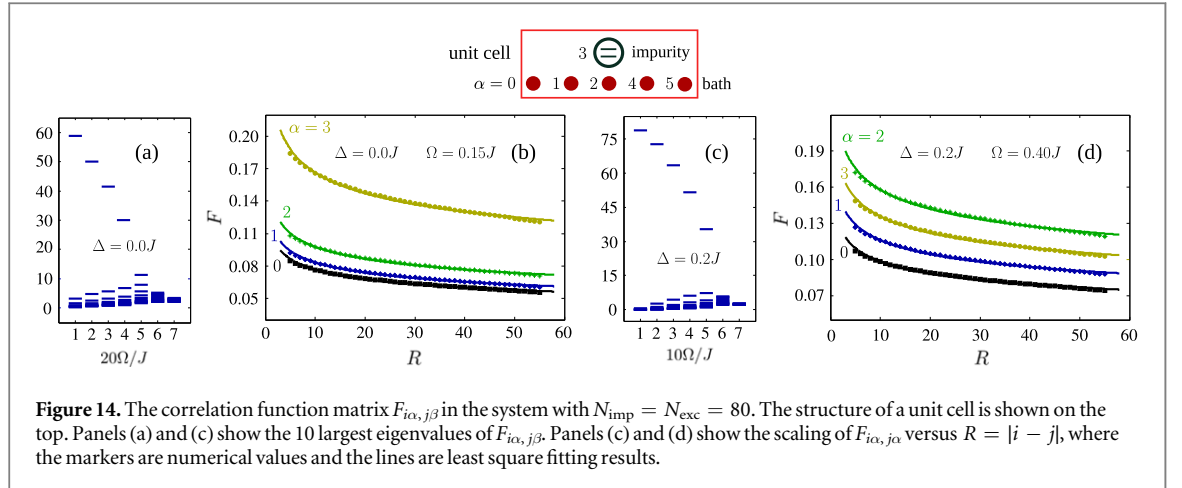 unit cell 3 impurity
α = 0 1 2 4 5 bath
60
50
40
30
20
10
0
(a)
Δ = 0.0J
1 2 3 4 5 6 7
20Ω/J
0.20
0.17
0.14
0.11
0.08
0.05
F
α = 3
Δ = 0.0J Ω = 0.15J (b)
2
1
0
0 10 20 30 40 50 60
R
75
60
45
30
15
0
(c)
Δ = 0.2J
1 2 3 4 5 6 7
10Ω/J
0.19
0.16
0.13
0.10
0.07
F
α = 2
Δ = 0.2J Ω = 0.40J (d)
3
1
0
0 10 20 30 40 50 60
R
Figure 14. The correlation function matrix F_{iα, jβ} in the system with N_imp = N_exc = 80. The structure of a unit cell is shown on the
top. Panels (a) and (c) show the 10 largest eigenvalues of F_{iα, jβ}. Panels (c) and (d) show the scaling of F_{iα, jα} versus R = |i − j|, where
the markers are numerical values and the lines are least square fitting results.